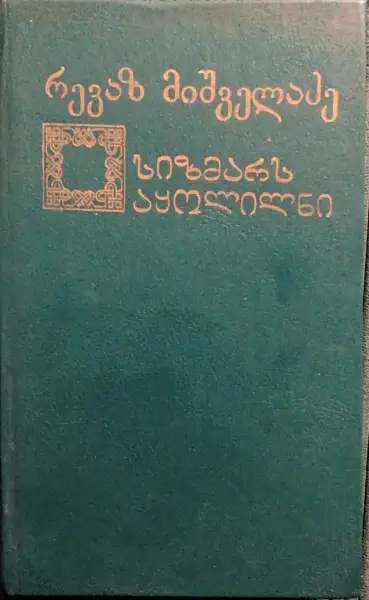 რევაზ მიშველაძე
სიზმარს
აყოლილნი